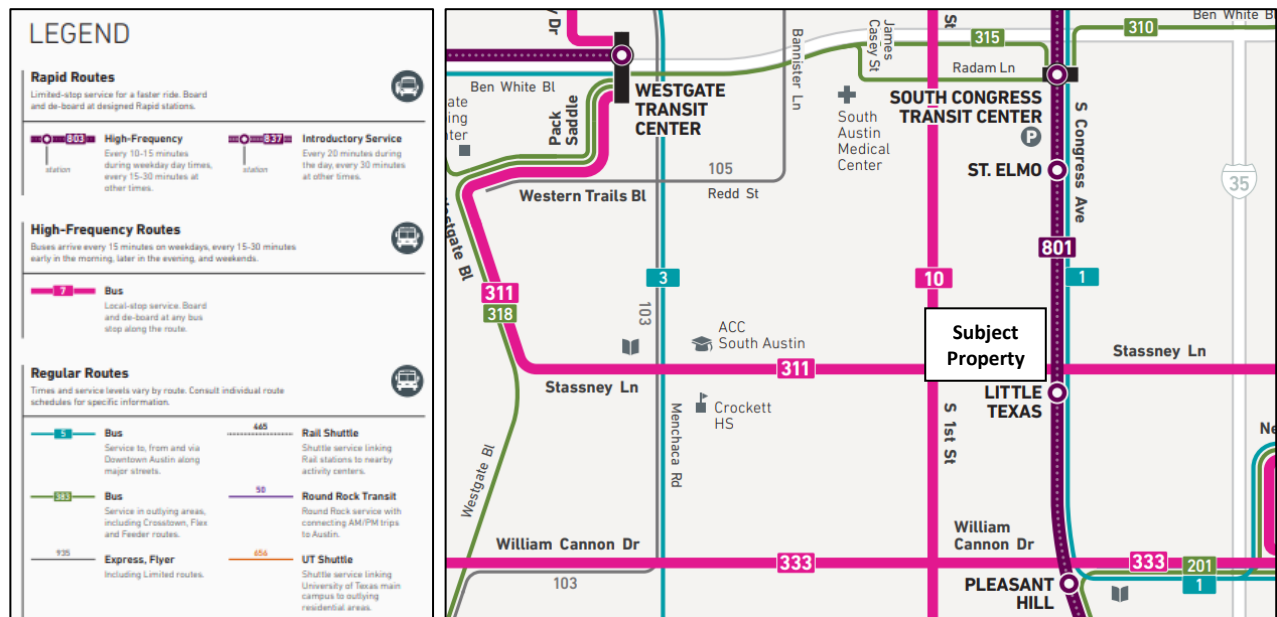 LEGEND
Rapid Routes
Limited-stop service for a faster ride. Board
and de-board at designed Rapid stations.
803
station
High-Frequency
Every 10-15 minutes
during weekday day times,
every 15-30 minutes at
other times.
837
station
Introductory Service
Every 20 minutes during
the day, every 30 minutes
at other times.
High-Frequency Routes
Buses arrive every 15 minutes on weekdays, every 15-30 minutes
early in the morning, later in the evening, and weekends.
7
Bus
Local-stop service. Board
and de-board at any bus
stop along the route.
Regular Routes
Times and service levels vary by route. Consult individual route
schedules for specific information.
5
Bus
Service to, from and via
Downtown Austin along
major streets.
465
Rail Shuttle
Shuttle service linking
Rail stations to nearby
activity centers.
383
Bus
Service in outlying areas,
including Crosstown, Flex
and Feeder routes.
50
Round Rock Transit
Round Rock service with
connecting AM/PM trips
to Austin.
935
Express, Flyer
Including Limited routes.
656
UT Shuttle
Shuttle service linking
University of Texas main
campus to outlying
residential areas.
y Dr
Ben White Bl
WESTGATE
TRANSIT
CENTER
ate
ing
ter
Pack
Saddle
Western Trails Bl
105
Redd St
Bannister Ln
James
Casey St
St
315
310
Ben White Bl
Radam Ln
SOUTH CONGRESS
TRANSIT CENTER
P
South
Austin
Medical
Center
ST. ELMO
S Congress Ave
35
801
1
10
3
103
Westgate Bl
311
318
ACC
South Austin
Subject
Property
Stassney Ln
311
Stassney Ln
LITTLE
TEXAS
Crockett
HS
Menchaca Rd
S 1st St
Westgate Bl
Ne
William Cannon Dr
333
William
Cannon Dr
333
201
1
103
PLEASANT
HILL